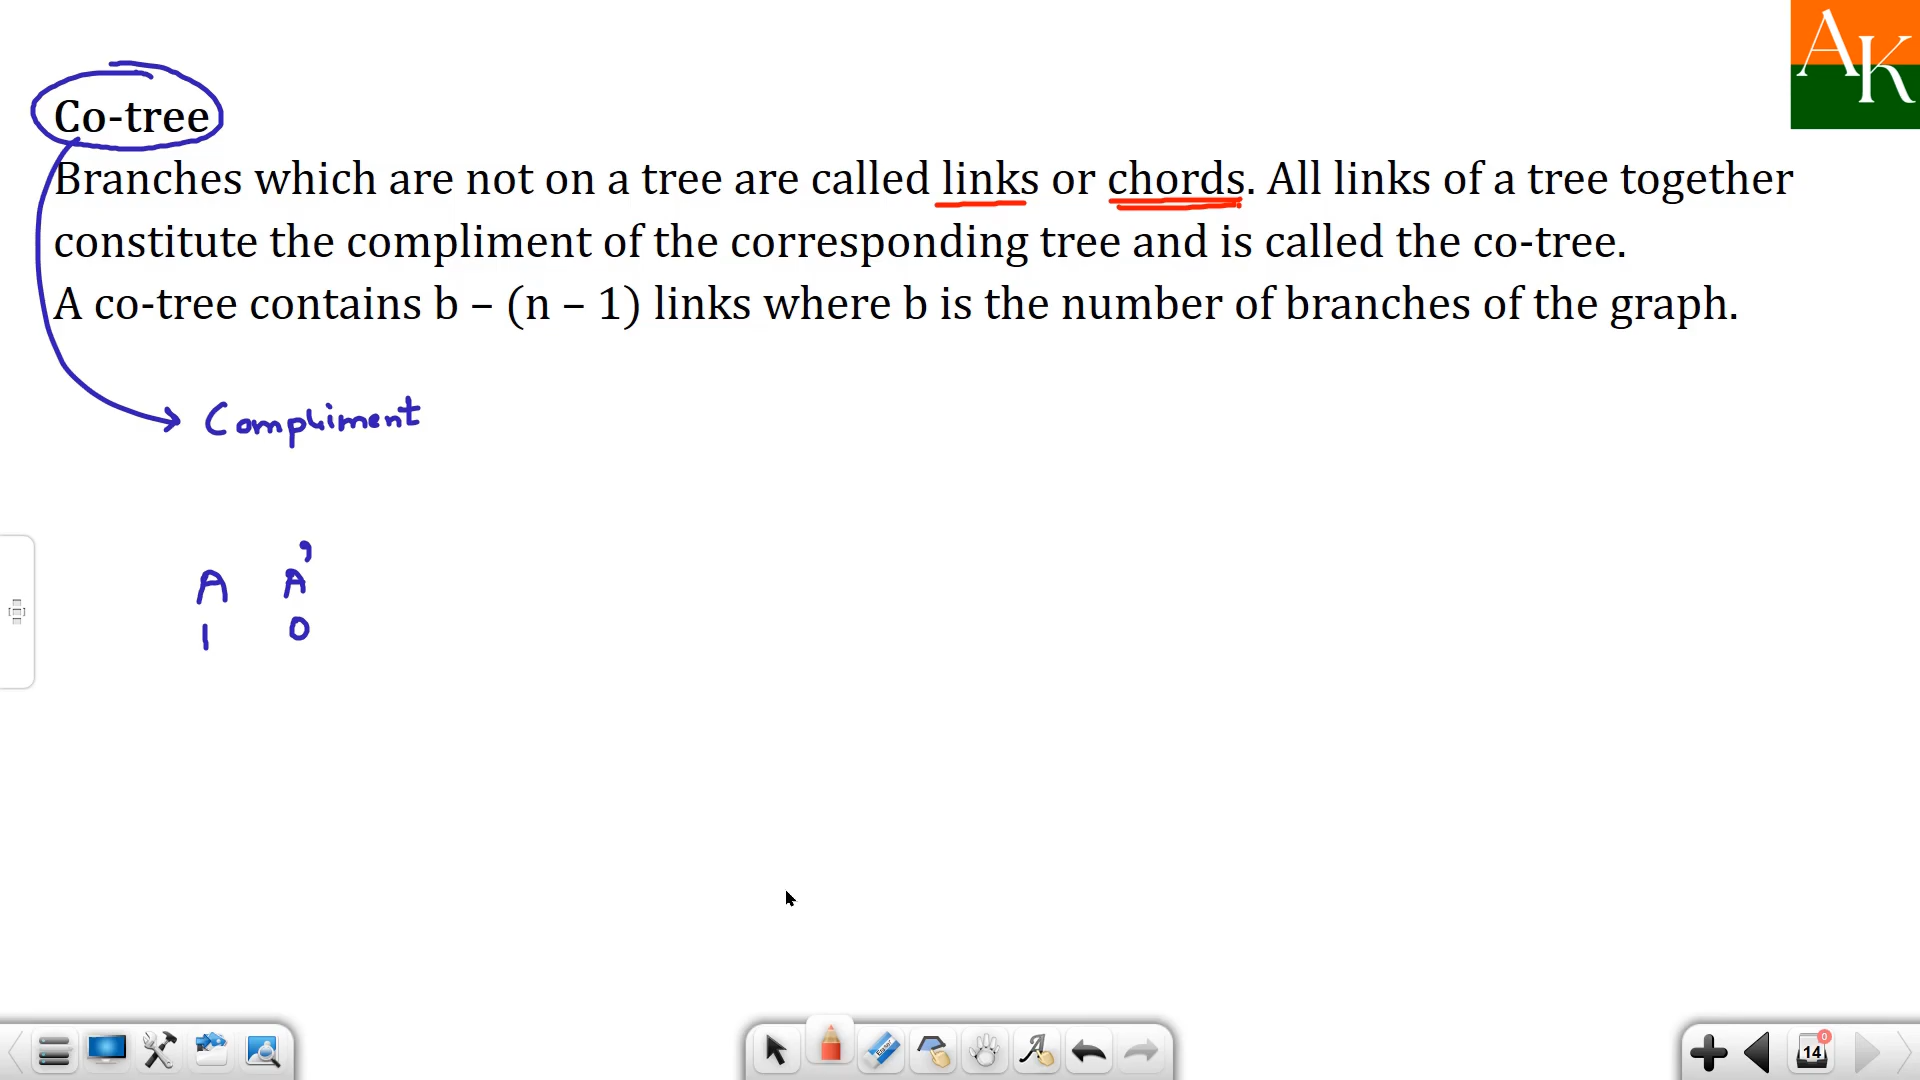 AK
Co-tree
Branches which are not on a tree are called links or chords. All links of a tree together
constitute the compliment of the corresponding tree and is called the co-tree.
A co-tree contains b – (n – 1) links where b is the number of branches of the graph.
Compliment
A A'
1 0
14 0